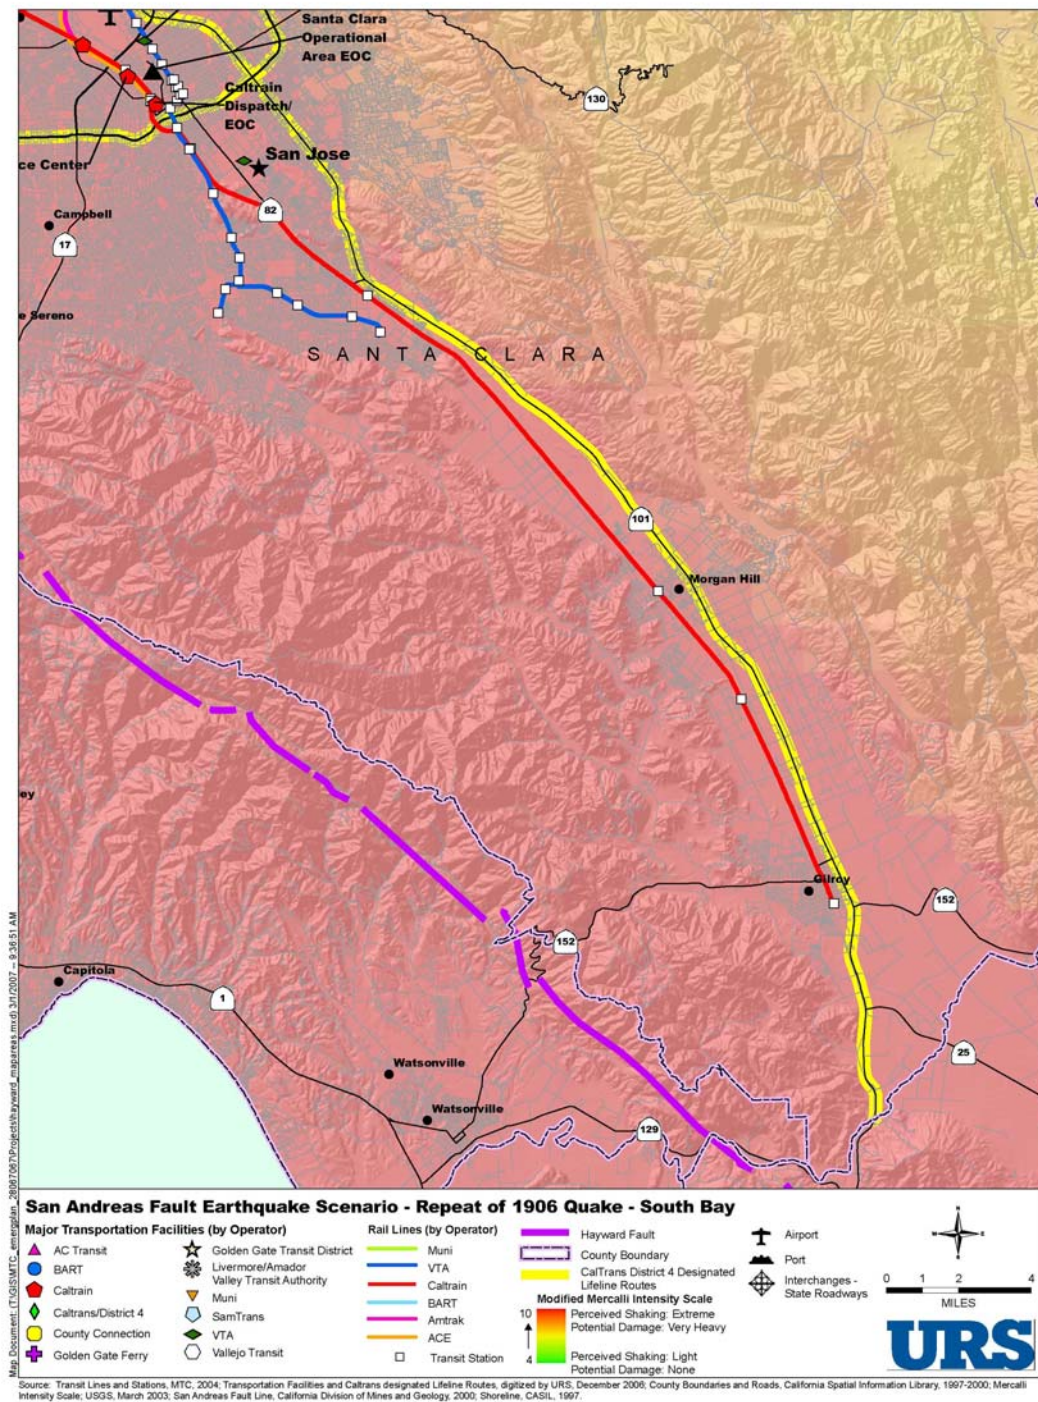 Santa Clara
Operational
Area EOC
Caltrain
Dispatch/
EOC
130
San Jose
ce Center
82
Campbell
17
e Sereno
SANTA CLARA
101
Morgan Hill
ey
Gilroy
152
152
Capitola
1
25
Watsonville
Watsonville
129
San Andreas Fault Earthquake Scenario - Repeat of 1906 Quake - South Bay
Major Transportation Facilities (by Operator)
AC Transit
BART
Caltrain
Caltrans/District 4
County Connection
Golden Gate Ferry
Golden Gate Transit District
Livermore/Amador
Valley Transit Authority
Muni
SamTrans
VTA
Vallejo Transit
Rail Lines (by Operator)
Muni
VTA
Caltrain
BART
Amtrak
ACE
Transit Station
Hayward Fault
County Boundary
CalTrans District 4 Designated
Lifeline Routes
Modified Mercalli Intensity Scale
10 Perceived Shaking: Extreme
Potential Damage: Very Heavy
Perceived Shaking: Light
4 Potential Damage: None
Airport
Port
Interchanges -
State Roadways
N
W E
S
0 1 2 4
MILES
URS
Source: Transit Lines and Stations, MTC, 2004; Transportation Facilities and Caltrans designated Lifeline Routes, digitized by URS, December 2006; County Boundaries and Roads, California Spatial Information Library, 1997-2000; Mercalli
Intensity Scale; USGS, March 2003; San Andreas Fault Line, California Division of Mines and Geology, 2000; Shoreline, CASIL, 1997.